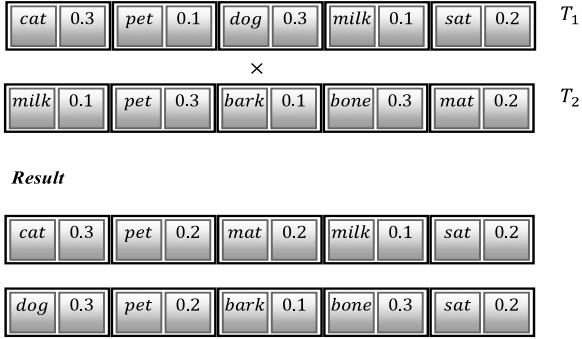 cat 0.3 pet 0.1 dog 0.3 milk 0.1 sat 0.2 T₁
×
milk 0.1 pet 0.3 bark 0.1 bone 0.3 mat 0.2 T₂
Result
cat 0.3 pet 0.2 mat 0.2 milk 0.1 sat 0.2
dog 0.3 pet 0.2 bark 0.1 bone 0.3 sat 0.2